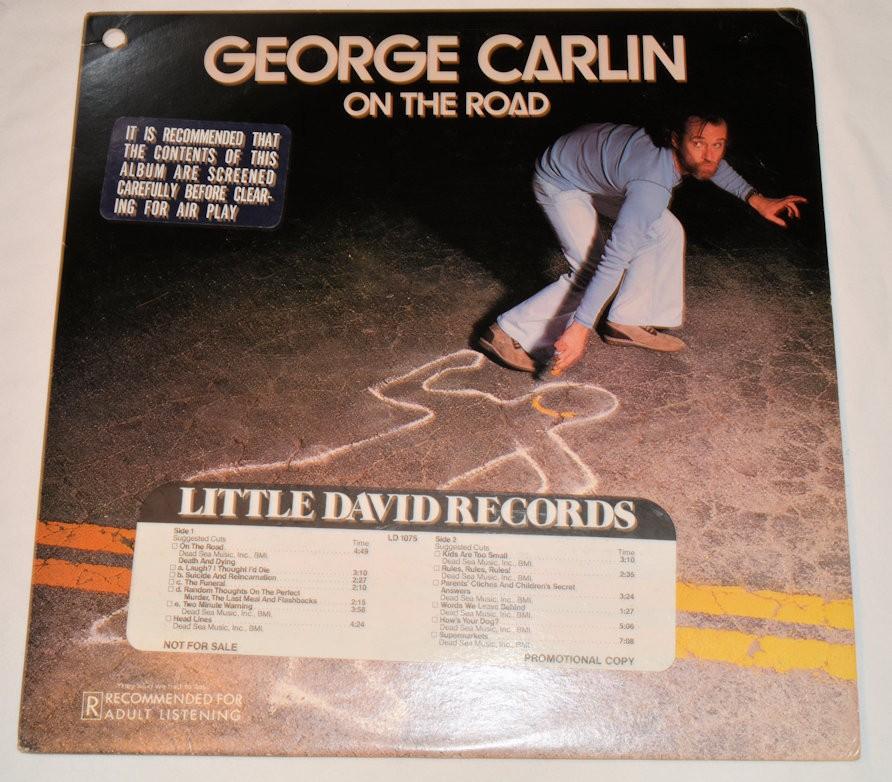 GEORGE CARLIN
ON THE ROAD
IT IS RECOMMENDED THAT
THE CONTENTS OF THIS
ALBUM ARE SCREENED
CAREFULLY BEFORE CLEAR-
ING FOR AIR PLAY
LITTLE DAVID RECORDS
LD 1075
Side 1
Suggested Cuts Time
On The Road 4:49
Dead Sea Music, Inc., BMI.
Death And Dying
a. Laugh? I Thought I'd Die 3:10
b. Suicide And Reincarnation 2:27
c. The Funeral 2:10
d. Random Thoughts On The Perfect
Murder, The Last Meal And Flashbacks 2:15
e. Two Minute Warning 3:58
Dead Sea Music, Inc., BMI.
Head Lines 4:24
Dead Sea Music, Inc., BMI.
NOT FOR SALE
Side 2
Suggested Cuts Time
Kids Are Too Small 3:10
Dead Sea Music, Inc., BMI.
Rules, Rules, Rules! 2:35
Dead Sea Music, Inc., BMI.
Parents' Cliches And Children's Secret
Answers 3:24
Dead Sea Music, Inc., BMI.
Words We Leave Behind 1:27
Dead Sea Music, Inc., BMI.
How's Your Dog? 5:06
Dead Sea Music, Inc., BMI.
Supermarkets 7:08
Dead Sea Music, Inc., BMI.
PROMOTIONAL COPY
They said we had to say
R RECOMMENDED FOR
ADULT LISTENING